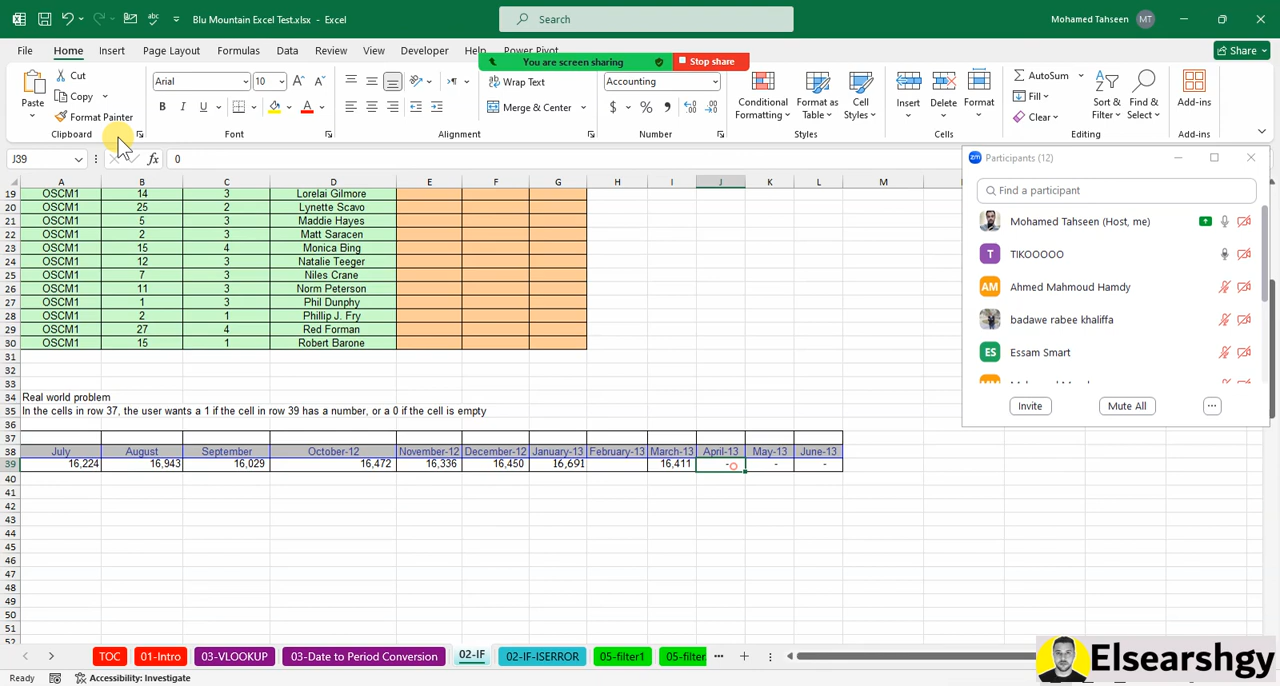 Blu Mountain Excel Test.xlsx - Excel
Search
Mohamed Tahseen MT
File Home Insert Page Layout Formulas Data Review View Developer Help Power Pivot
You are screen sharing Stop share
Share
Paste
Cut
Copy
Format Painter
Clipboard
Arial 10
B I U
Font
Wrap Text
Merge & Center
Alignment
Accounting
$ %
Number
Conditional Formatting
Format as Table
Cell Styles
Styles
Insert Delete Format
Cells
AutoSum
Fill
Clear
Sort & Filter
Find & Select
Editing
Add-ins
Add-ins
J39 fx 0
A B C D E F G H I J K L M
19 OSCM1 14 3 Lorelai Gilmore
20 OSCM1 25 2 Lynette Scavo
21 OSCM1 5 3 Maddie Hayes
22 OSCM1 2 3 Matt Saracen
23 OSCM1 15 4 Monica Bing
24 OSCM1 12 3 Natalie Teeger
25 OSCM1 7 3 Niles Crane
26 OSCM1 11 3 Norm Peterson
27 OSCM1 1 3 Phil Dunphy
28 OSCM1 2 1 Phillip J. Fry
29 OSCM1 27 4 Red Forman
30 OSCM1 15 1 Robert Barone
31
32
33
34 Real world problem
35 In the cells in row 37, the user wants a 1 if the cell in row 39 has a number, or a 0 if the cell is empty
36
37
38 July August September October-12 November-12 December-12 January-13 February-13 March-13 April-13 May-13 June-13
39 16,224 16,943 16,029 16,472 16,336 16,450 16,691 16,411 - - -
40
41
42
43
44
45
46
47
48
49
50
51
52
Participants (12)
Find a participant
Mohamed Tahseen (Host, me)
T TIKOOOOO
AM Ahmed Mahmoud Hamdy
badawe rabee khaliffa
ES Essam Smart
Invite Mute All ...
TOC 01-Intro 03-VLOOKUP 03-Date to Period Conversion 02-IF 02-IF-ISERROR 05-filter1 05-filter
Ready Accessibility: Investigate
Elsearshgy